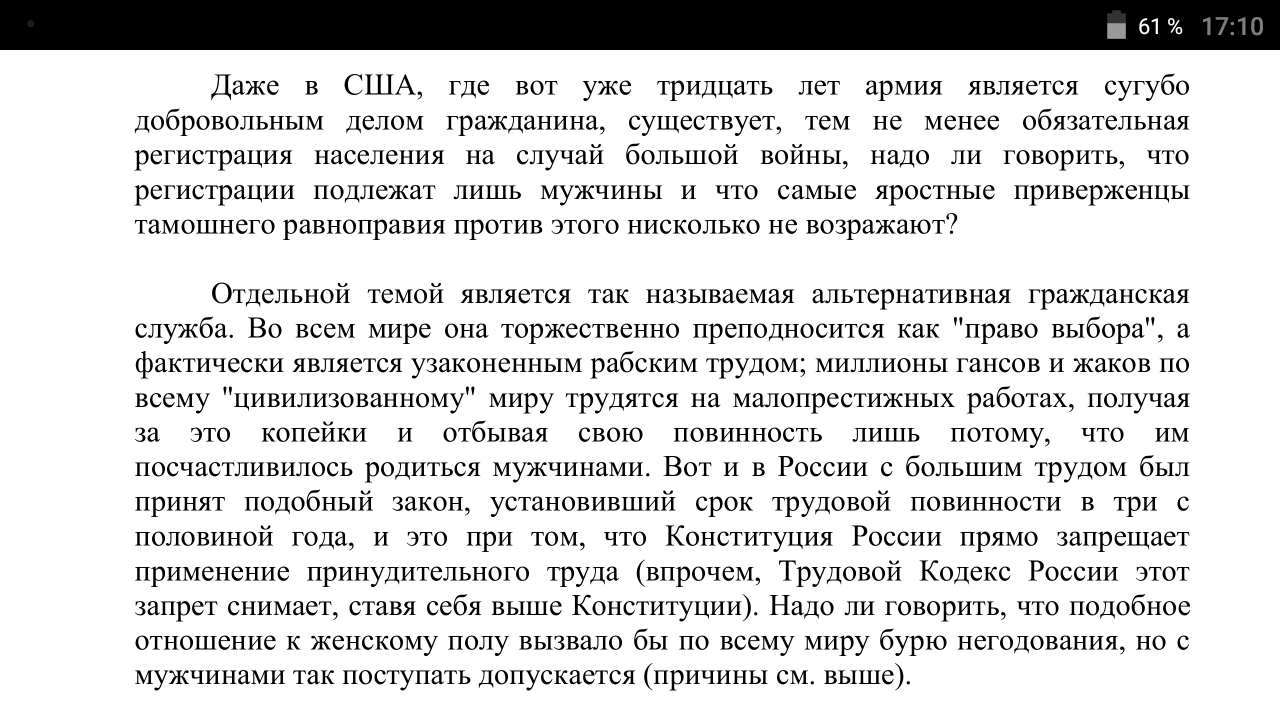 61 % 17:10
Даже в США, где вот уже тридцать лет армия является сугубо
добровольным делом гражданина, существует, тем не менее обязательная
регистрация населения на случай большой войны, надо ли говорить, что
регистрации подлежат лишь мужчины и что самые яростные приверженцы
тамошнего равноправия против этого нисколько не возражают?
Отдельной темой является так называемая альтернативная гражданская
служба. Во всем мире она торжественно преподносится как "право выбора", а
фактически является узаконенным рабским трудом; миллионы гансов и жаков по
всему "цивилизованному" миру трудятся на малопрестижных работах, получая
за это копейки и отбывая свою повинность лишь потому, что им
посчастливилось родиться мужчинами. Вот и в России с большим трудом был
принят подобный закон, установивший срок трудовой повинности в три с
половиной года, и это при том, что Конституция России прямо запрещает
применение принудительного труда (впрочем, Трудовой Кодекс России этот
запрет снимает, ставя себя выше Конституции). Надо ли говорить, что подобное
отношение к женскому полу вызвало бы по всему миру бурю негодования, но с
мужчинами так поступать допускается (причины см. выше).